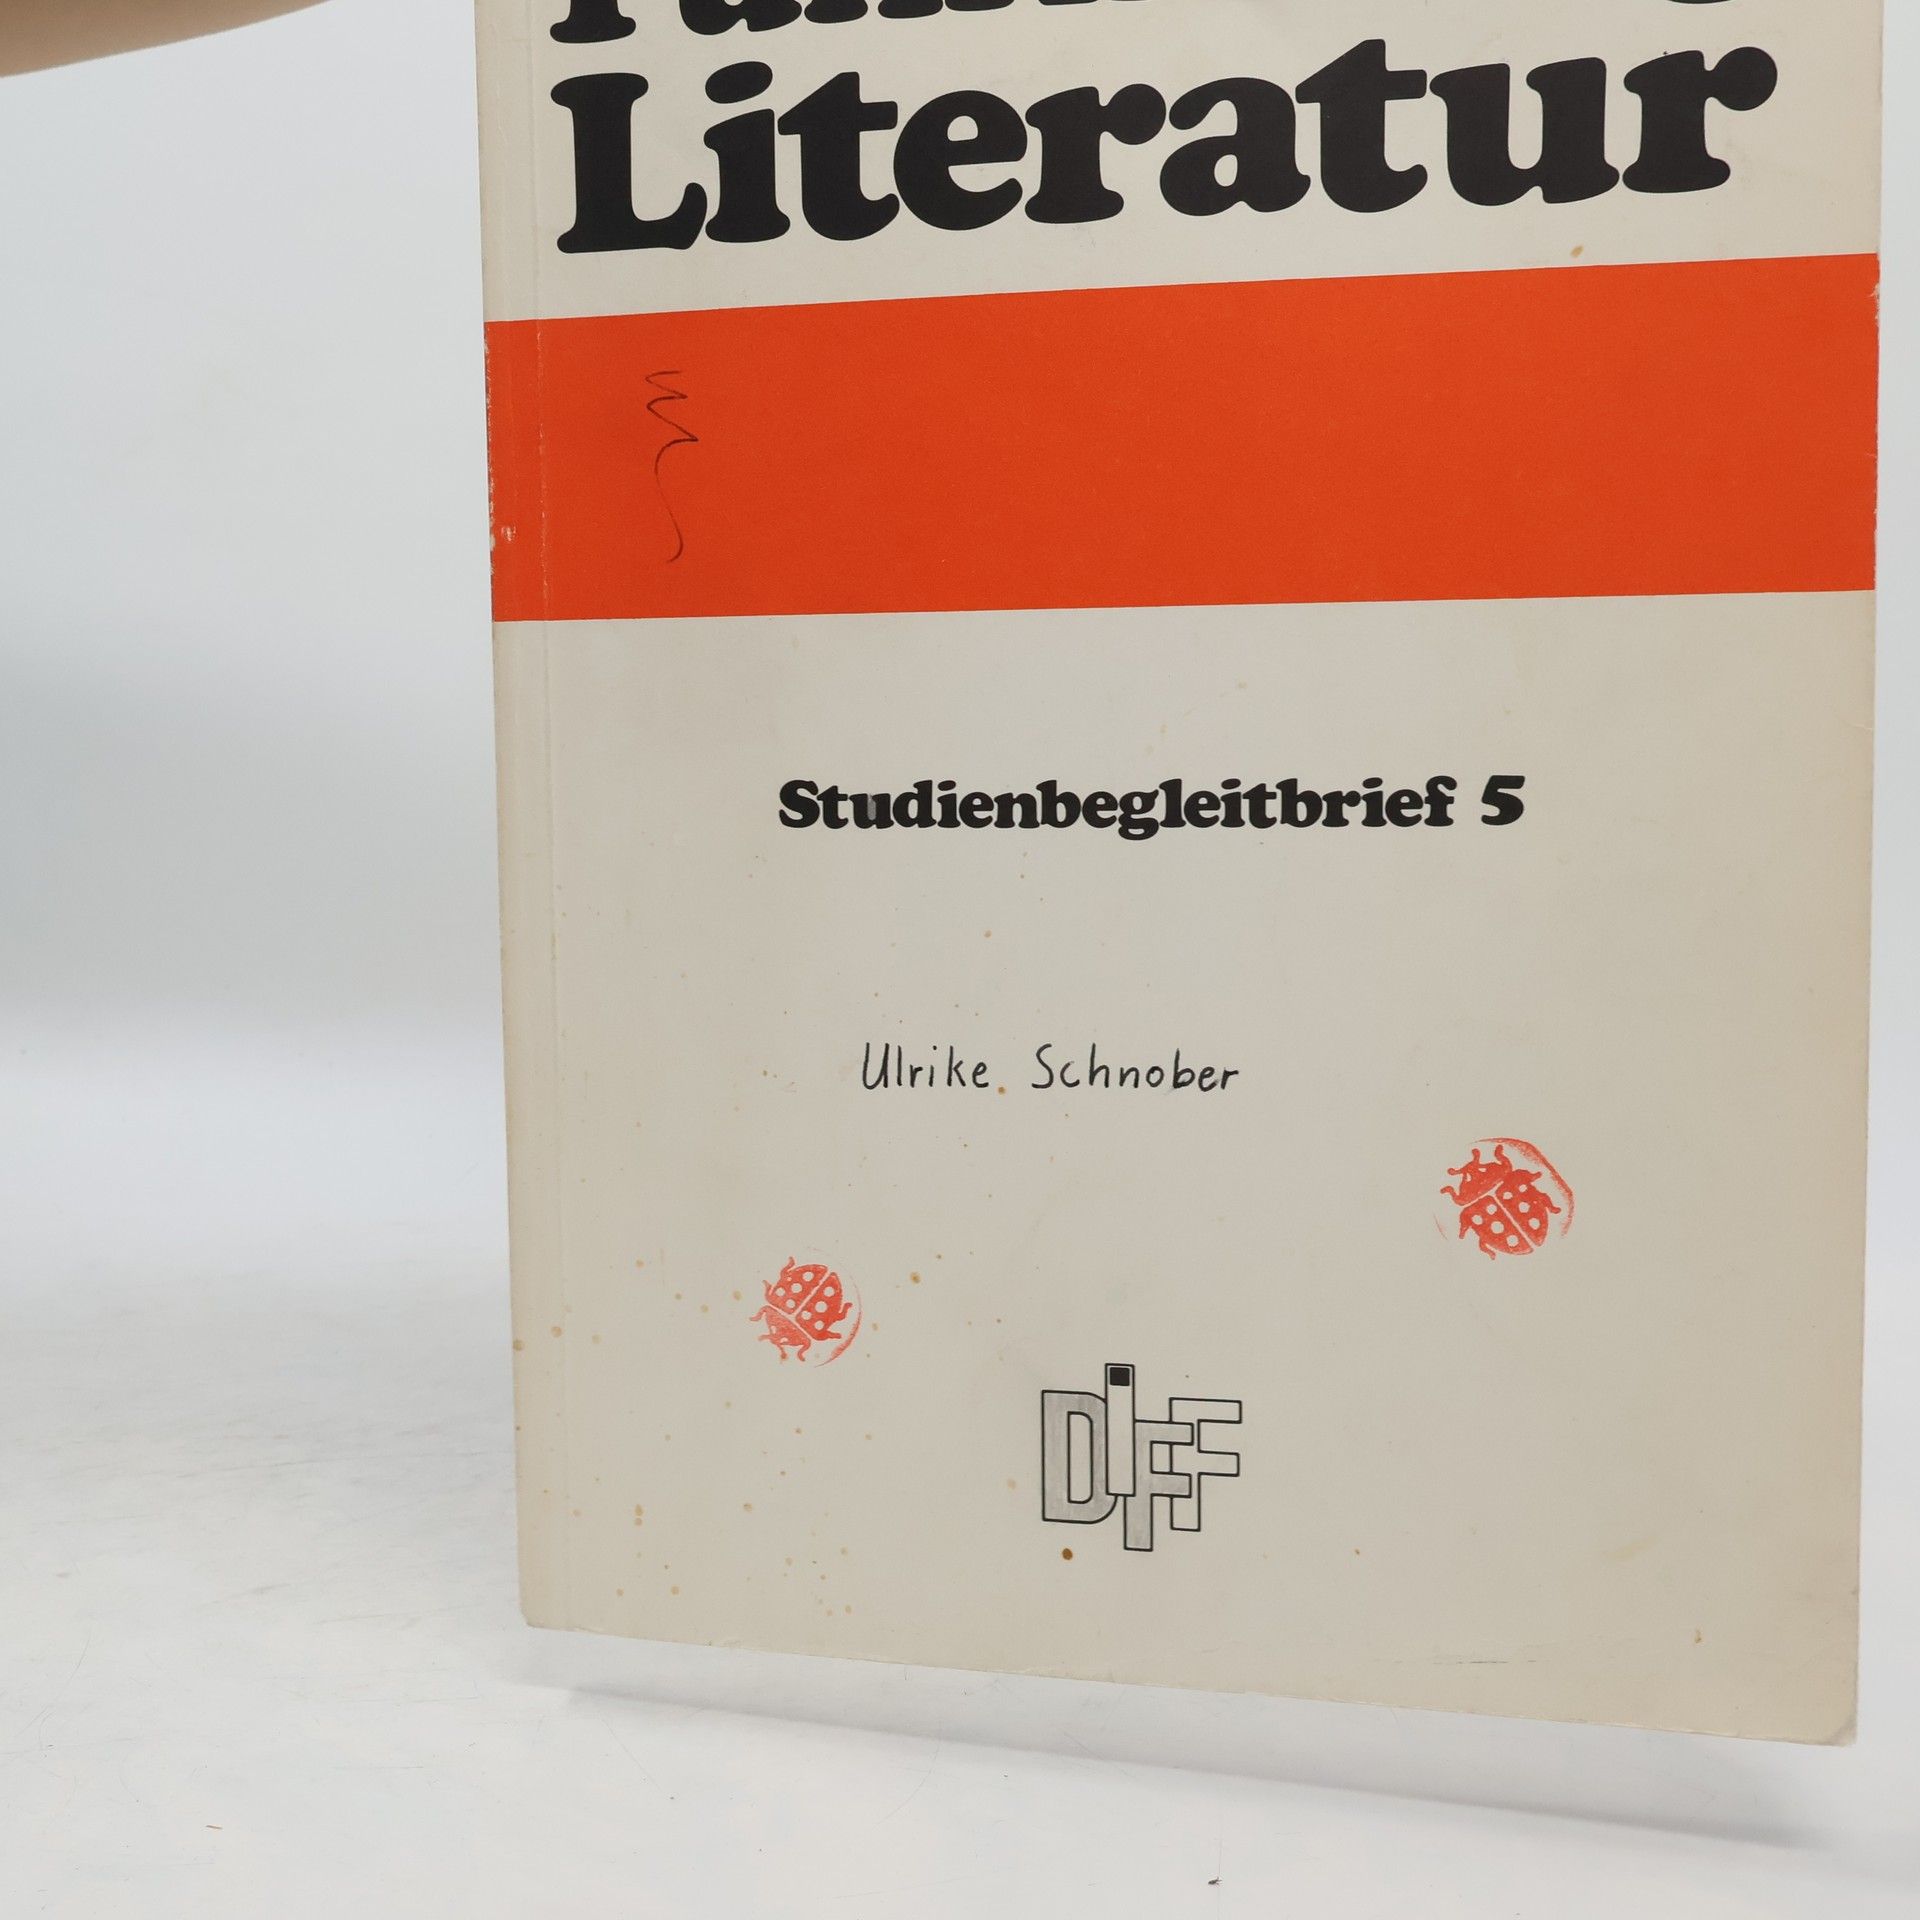 Literatur
Studienbegleitbrief 5
Ulrike Schnober
DIFF